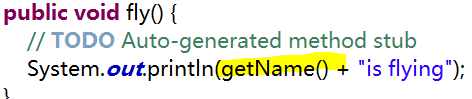 public void fly() {
// TODO Auto-generated method stub
System.out.println(getName() + "is flying");
}